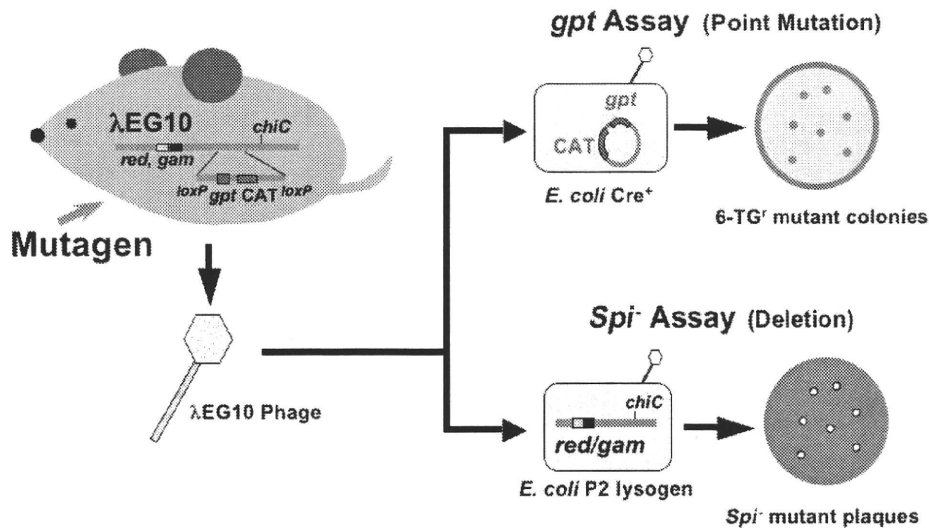 gpt Assay (Point Mutation)
λEG10
chiC
red, gam
loxP gpt CAT loxP
Mutagen
gpt
CAT
E. coli Cre⁺
6-TGʳ mutant colonies
λEG10 Phage
Spi⁻ Assay (Deletion)
chiC
red/gam
E. coli P2 lysogen
Spi⁻ mutant plaques